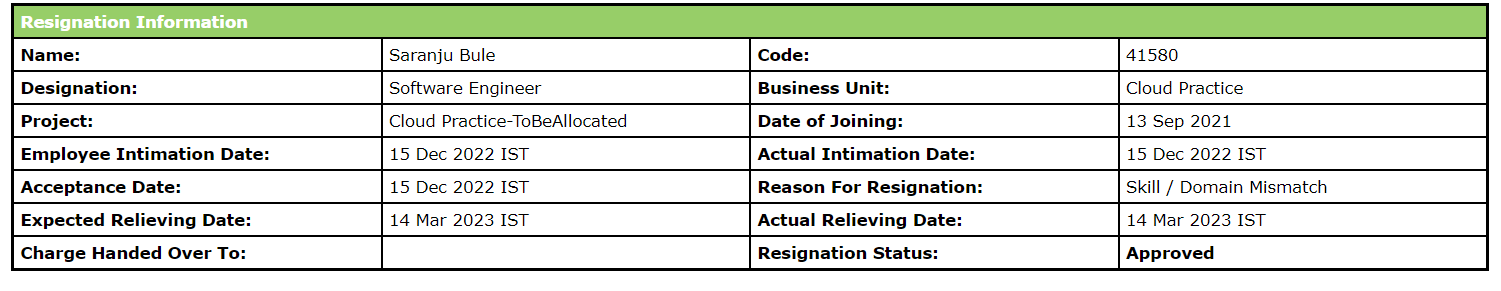 Resignation Information
Name: Saranju Bule Code: 41580
Designation: Software Engineer Business Unit: Cloud Practice
Project: Cloud Practice-ToBeAllocated Date of Joining: 13 Sep 2021
Employee Intimation Date: 15 Dec 2022 IST Actual Intimation Date: 15 Dec 2022 IST
Acceptance Date: 15 Dec 2022 IST Reason For Resignation: Skill / Domain Mismatch
Expected Relieving Date: 14 Mar 2023 IST Actual Relieving Date: 14 Mar 2023 IST
Charge Handed Over To: Resignation Status: Approved